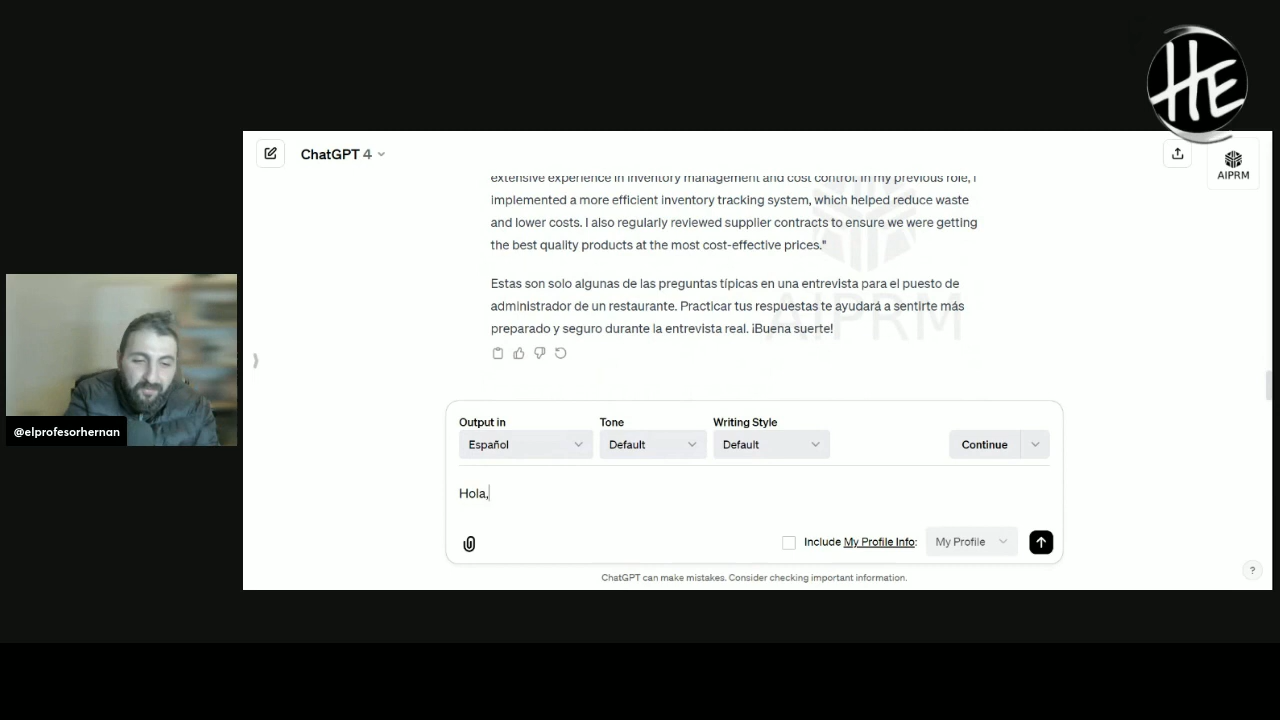 HE
ChatGPT 4
AIPRM
extensive experience in inventory management and cost control. In my previous role, I
implemented a more efficient inventory tracking system, which helped reduce waste
and lower costs. I also regularly reviewed supplier contracts to ensure we were getting
the best quality products at the most cost-effective prices."
Estas son solo algunas de las preguntas típicas en una entrevista para el puesto de
administrador de un restaurante. Practicar tus respuestas te ayudará a sentirte más
preparado y seguro durante la entrevista real. ¡Buena suerte!
AIPRM
@elprofesorhernan
Output in
Tone
Writing Style
Español
Default
Default
Continue
Hola,
Include My Profile Info:
My Profile
ChatGPT can make mistakes. Consider checking important information.
?